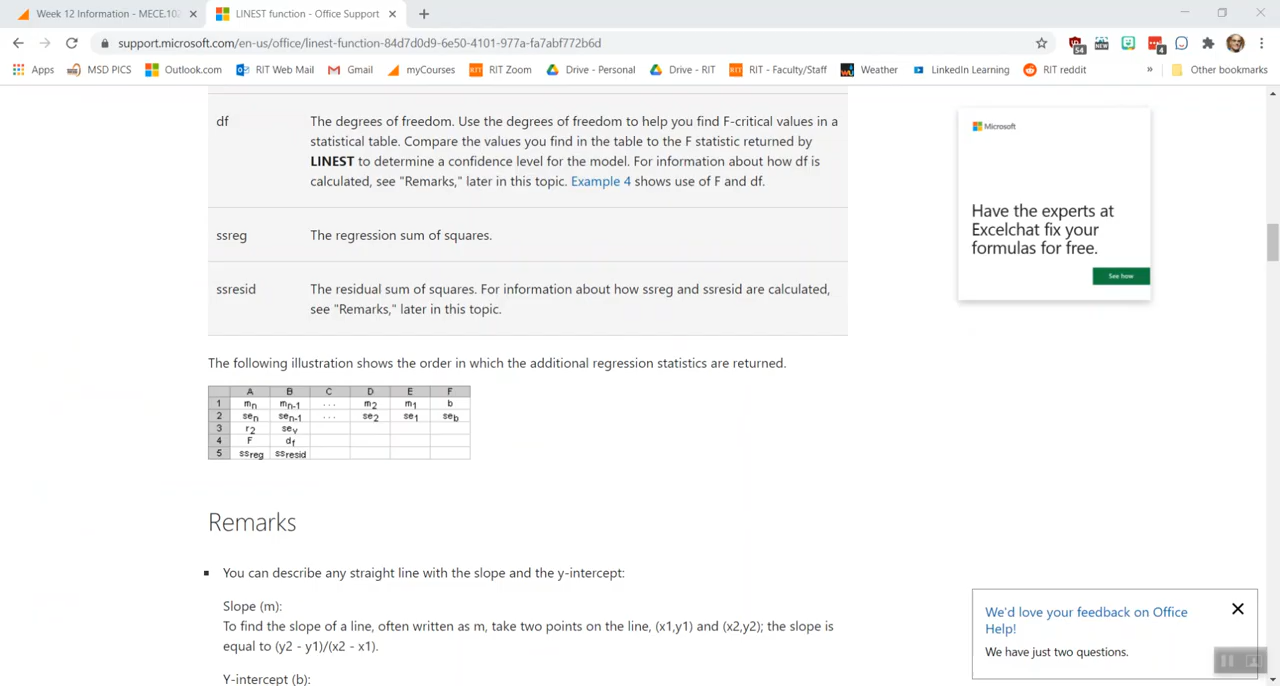 Week 12 Information - MECE.102
LINEST function - Office Support
support.microsoft.com/en-us/office/linest-function-84d7d0d9-6e50-4101-977a-fa7abf772b6d
54
NEW
4
Apps
MSD PICS
Outlook.com
RIT Web Mail
Gmail
myCourses
RIT Zoom
Drive - Personal
Drive - RIT
RIT - Faculty/Staff
Weather
LinkedIn Learning
RIT reddit
»
Other bookmarks
df
The degrees of freedom. Use the degrees of freedom to help you find F-critical values in a
statistical table. Compare the values you find in the table to the F statistic returned by
LINEST to determine a confidence level for the model. For information about how df is
calculated, see "Remarks," later in this topic. Example 4 shows use of F and df.
ssreg
The regression sum of squares.
ssresid
The residual sum of squares. For information about how ssreg and ssresid are calculated,
see "Remarks," later in this topic.
Microsoft
Have the experts at
Excelchat fix your
formulas for free.
See how
The following illustration shows the order in which the additional regression statistics are returned.
A B C D E F
1 mn mn-1 ... m2 m1 b
2 sen sen-1 ... se2 se1 seb
3 r2 sev
4 F df
5 ssreg ssresid
Remarks
You can describe any straight line with the slope and the y-intercept:
Slope (m):
To find the slope of a line, often written as m, take two points on the line, (x1,y1) and (x2,y2); the slope is
equal to (y2 - y1)/(x2 - x1).
Y-intercept (b):
We'd love your feedback on Office
Help!
We have just two questions.